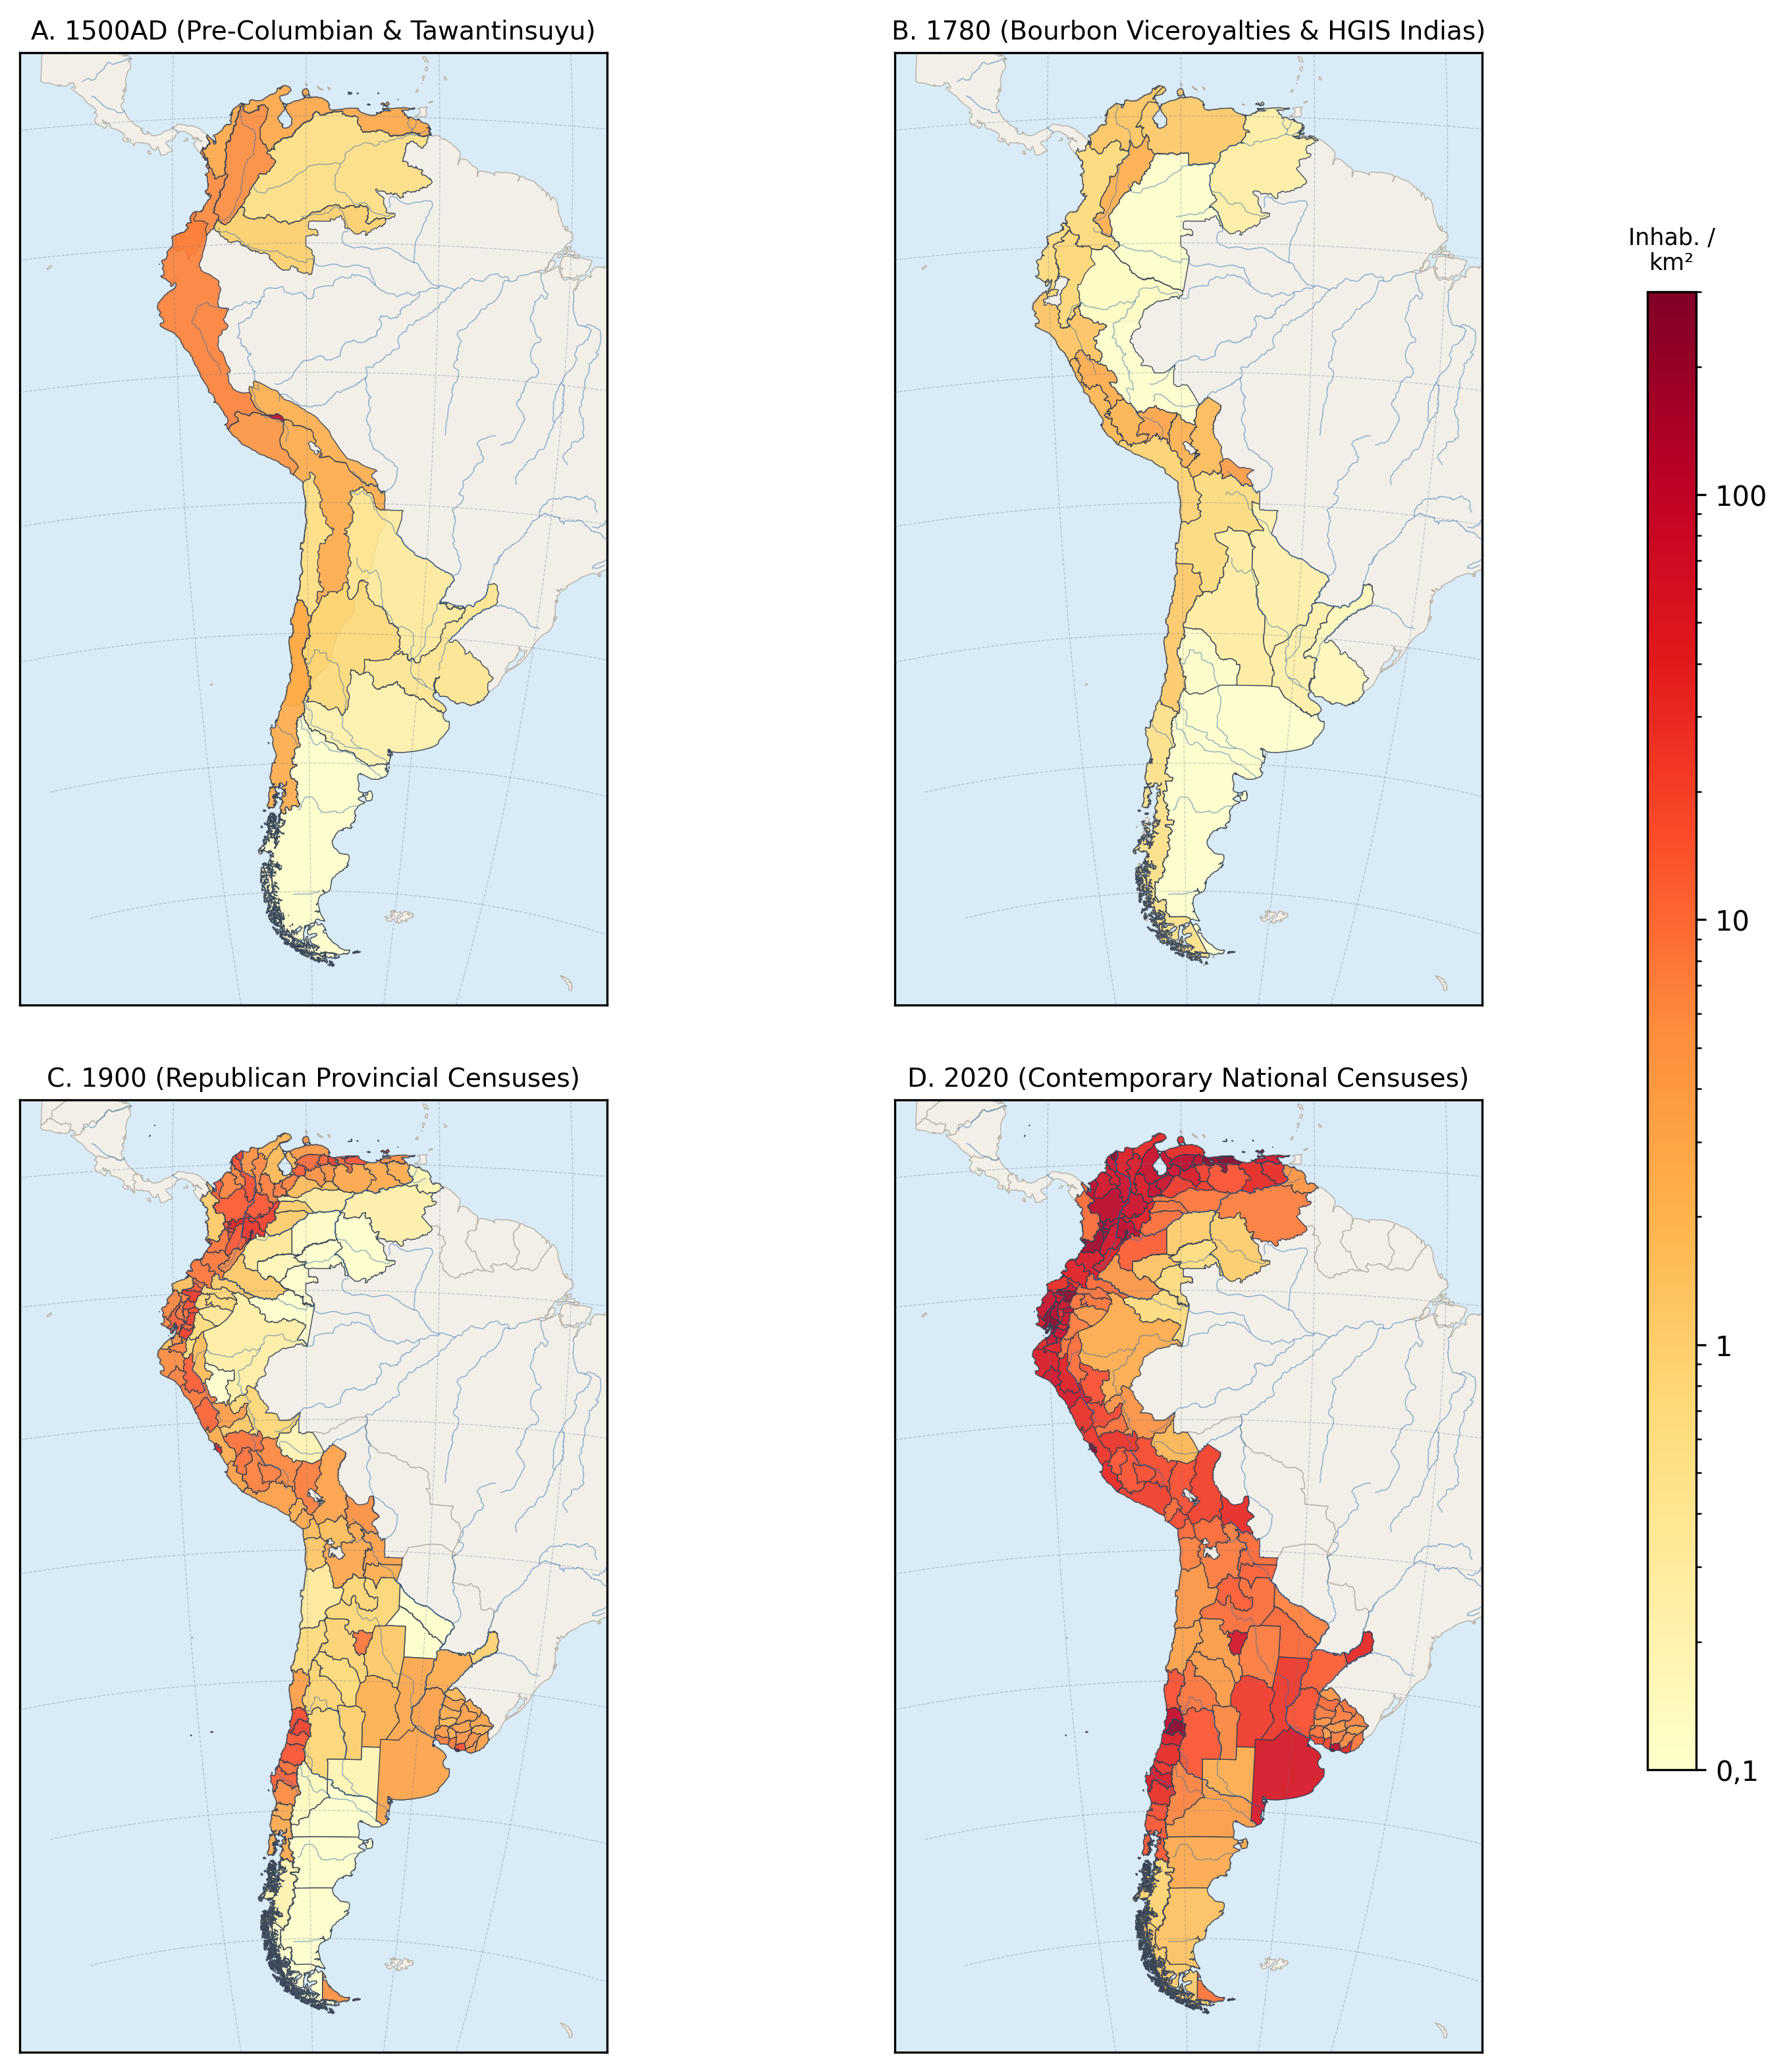 A. 1500AD (Pre-Columbian & Tawantinsuyu)
B. 1780 (Bourbon Viceroyalties & HGIS Indias)
Inhab. /
km²
100
10
1
0,1
C. 1900 (Republican Provincial Censuses)
D. 2020 (Contemporary National Censuses)